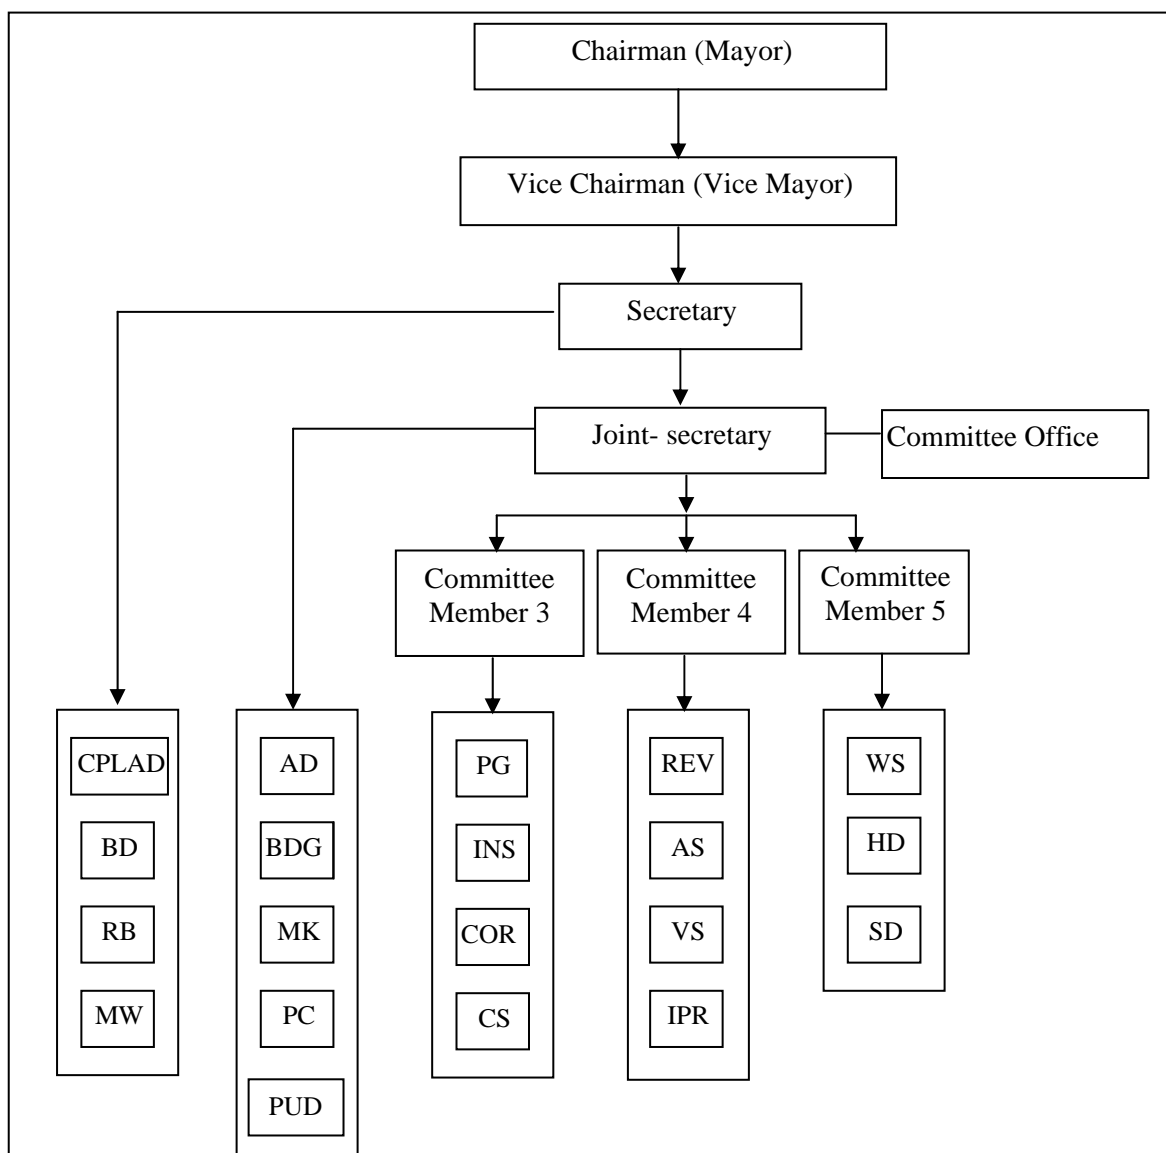 Chairman (Mayor)
Vice Chairman (Vice Mayor)
Secretary
Joint- secretary
Committee Office
Committee
Member 3
Committee
Member 4
Committee
Member 5
CPLAD
BD
RB
MW
AD
BDG
MK
PC
PUD
PG
INS
COR
CS
REV
AS
VS
IPR
WS
HD
SD